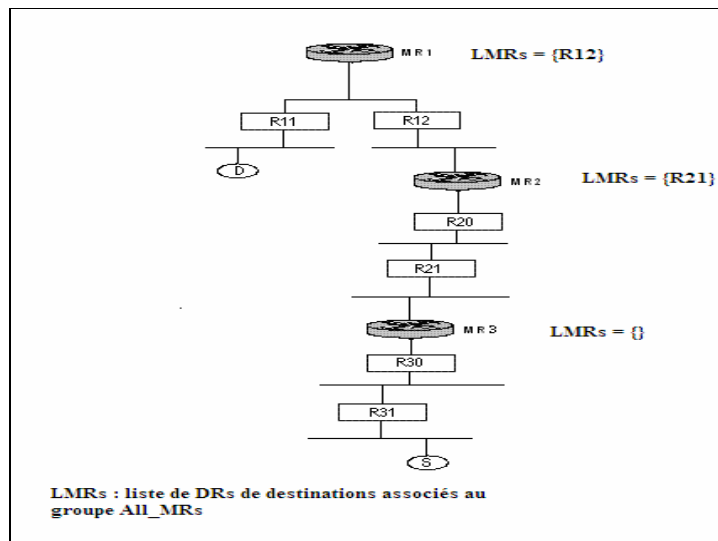 MR1
LMRs = {R12}
R11
R12
D
MR2
LMRs = {R21}
R20
R21
MR3
LMRs = {}
R30
R31
S
LMRs : liste de DRs de destinations associés au
groupe All_MRs